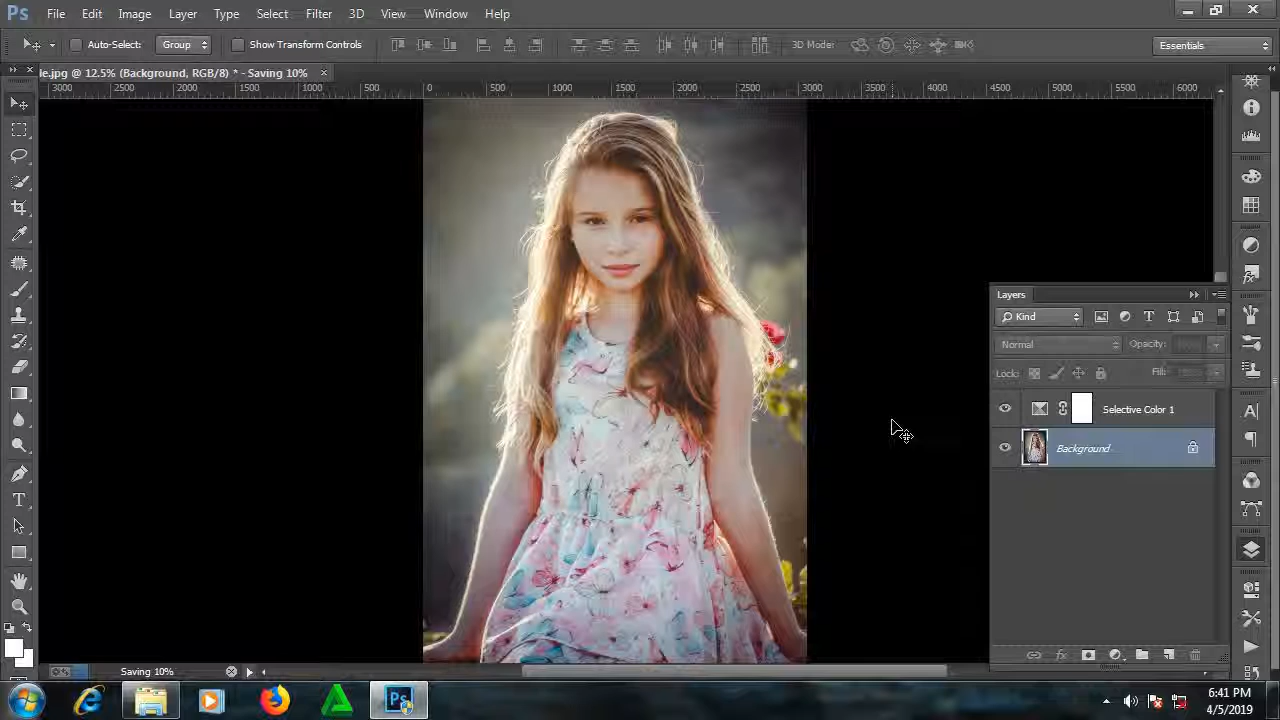 Ps File Edit Image Layer Type Select Filter 3D View Window Help
Auto-Select: Group Show Transform Controls 3D Mode: Essentials
le.jpg @ 12.5% (Background, RGB/8) * - Saving 10% ×
3000 2500 2000 1500 1000 500 0 500 1000 1500 2000 2500 3000 3500 4000 4500 5000 5500 6000
Layers
Kind
Normal Opacity:
Lock: Fill:
Selective Color 1
Background
Saving 10%
6:41 PM
4/5/2019